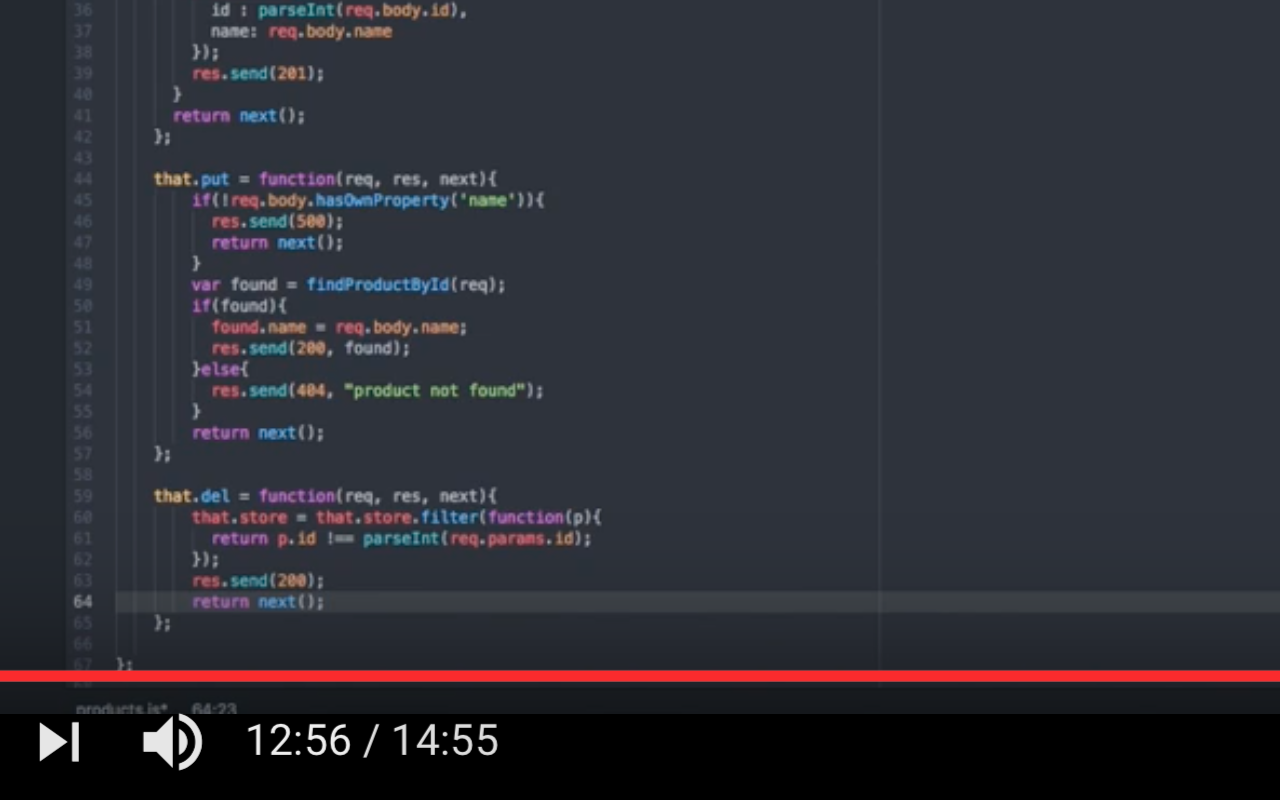 36 id : parseInt(req.body.id),
37 name: req.body.name
38 });
39 res.send(201);
40 }
41 return next();
42 };
43
44 that.put = function(req, res, next){
45 if(!req.body.hasOwnProperty('name')){
46 res.send(500);
47 return next();
48 }
49 var found = findProductById(req);
50 if(found){
51 found.name = req.body.name;
52 res.send(200, found);
53 }else{
54 res.send(404, "product not found");
55 }
56 return next();
57 };
58
59 that.del = function(req, res, next){
60 that.store = that.store.filter(function(p){
61 return p.id !== parseInt(req.params.id);
62 });
63 res.send(200);
64 return next();
65 };
66
67 };
products.js* 64:23
12:56 / 14:55